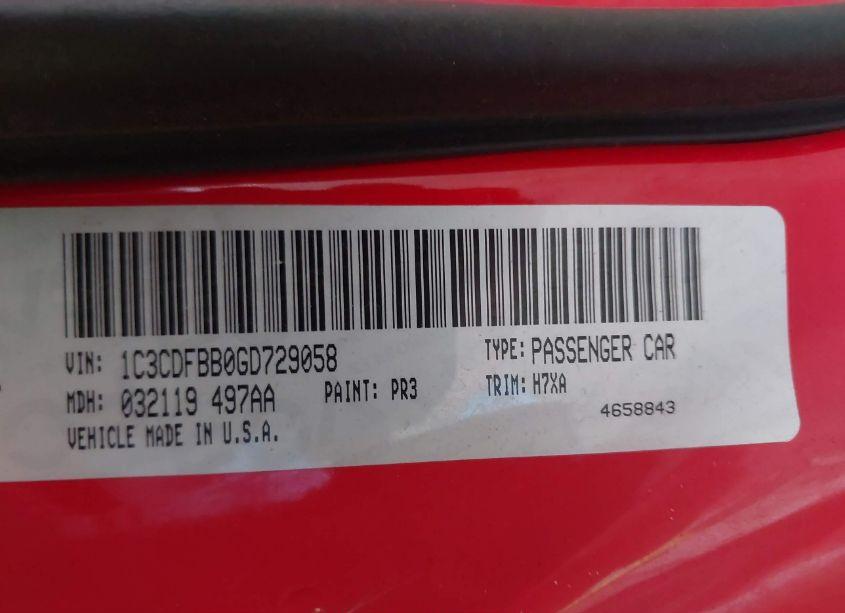 VIN: 1C3CDFBB0GD729058 TYPE: PASSENGER CAR
MDH: 032119 497AA PAINT: PR3 TRIM: H7XA
VEHICLE MADE IN U.S.A. 4658843